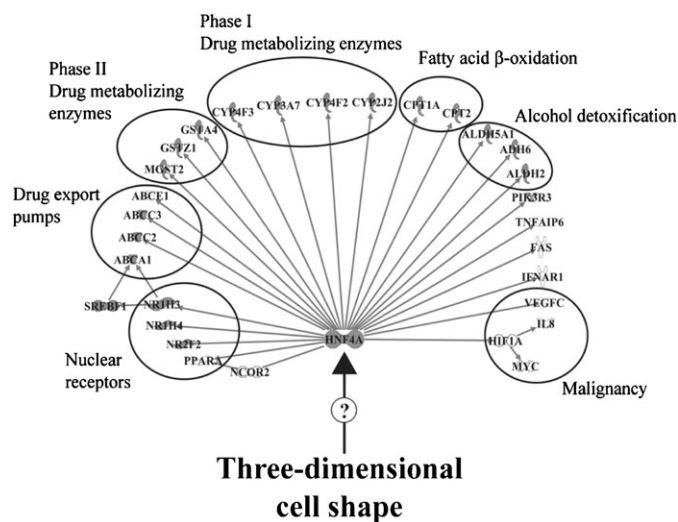 Phase I
Drug metabolizing enzymes
Fatty acid β-oxidation
Phase II
Drug metabolizing
enzymes
Alcohol detoxification
CYP4F3
CYP3A7
CYP4F2
CYP2J2
CPT1A
CPT2
GSTA4
GSTZ1
MGST2
ALDH5A1
ADH6
ALDH2
Drug export
pumps
ABCE1
ABCC3
ABCC2
ABCA1
PIK3R3
TNFAIP6
FAS
IFNAR1
SREBF1
NR1H3
NR1H4
NR2F2
PPARA
NCOR2
Nuclear
receptors
HNF4A
VEGFC
IL8
HIF1A
MYC
Malignancy
?
Three-dimensional
cell shape